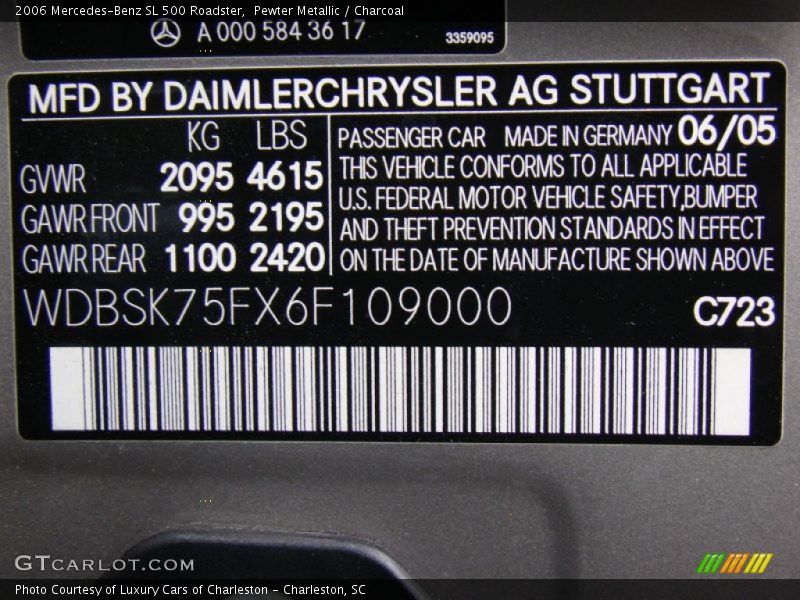 2006 Mercedes-Benz SL 500 Roadster,  Pewter Metallic / Charcoal
A 000 584 36 17
3359095
MFD BY DAIMLERCHRYSLER AG STUTTGART
KG LBS
GVWR 2095 4615
GAWR FRONT 995 2195
GAWR REAR 1100 2420
PASSENGER CAR MADE IN GERMANY 06/05
THIS VEHICLE CONFORMS TO ALL APPLICABLE
U.S. FEDERAL MOTOR VEHICLE SAFETY,BUMPER
AND THEFT PREVENTION STANDARDS IN EFFECT
ON THE DATE OF MANUFACTURE SHOWN ABOVE
WDBSK75FX6F109000
C723
GTCARLOT.COM
Photo Courtesy of Luxury Cars of Charleston - Charleston, SC